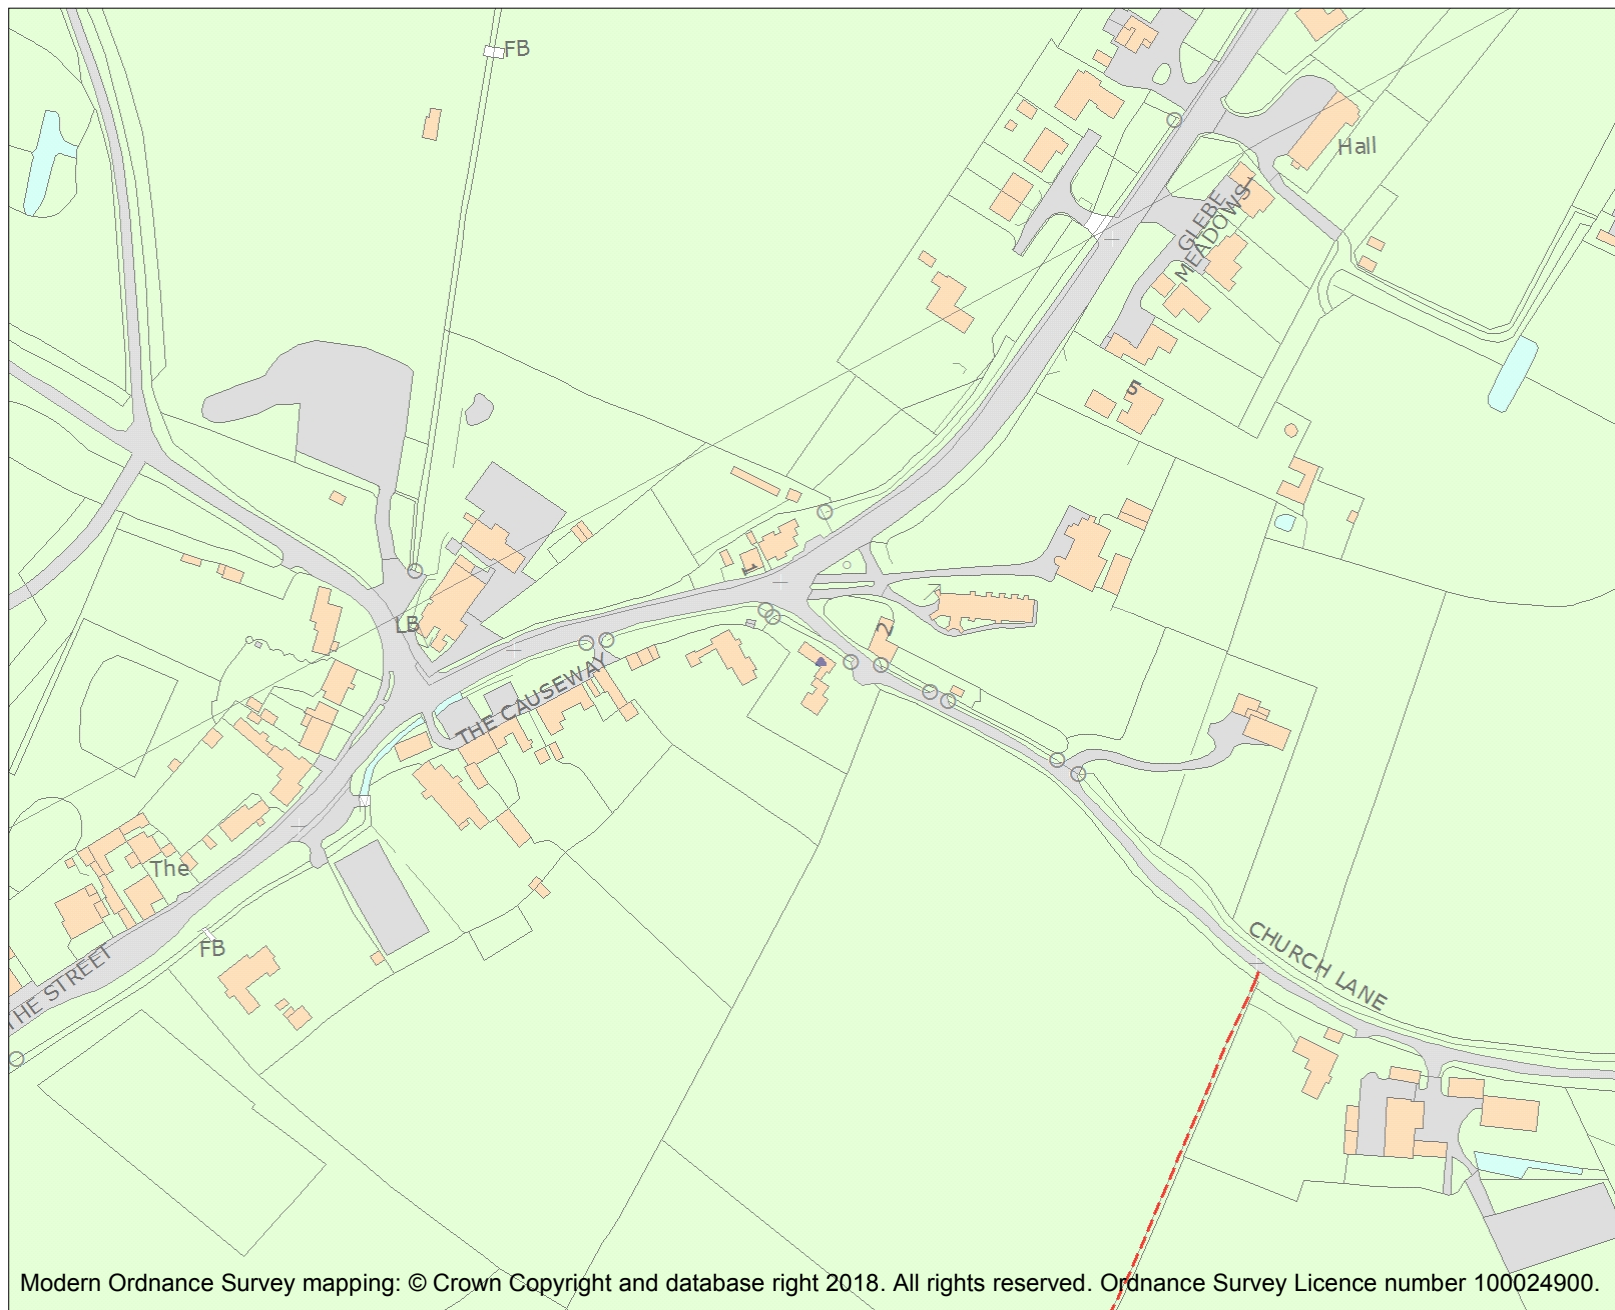 FB
Hall
GLEBE
MEADOWS
1
5
1
LB
2
THE CAUSEWAY
The
FB
THE STREET
CHURCH LANE
Modern Ordnance Survey mapping: © Crown Copyright and database right 2018. All rights reserved. Ordnance Survey Licence number 100024900.